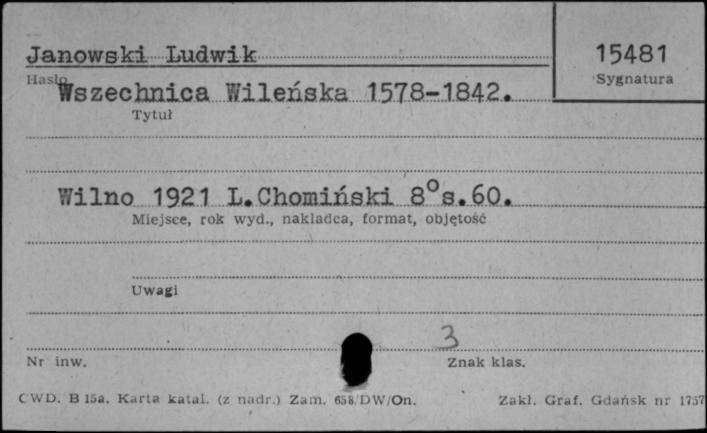 Janowski Ludwik
15481
Hasło
Sygnatura
Wszechnica Wileńska 1578-1842.
Tytuł
Wilno 1921 L.Chomiński 8°s.60.
Miejsce, rok wyd., nakładca, format, objętość
Uwagi
3
Nr inw.
Znak klas.
CWD. B 15a. Karta katal. (z nadr.) Zam. 658/DW/On.
Zakł. Graf. Gdańsk nr 1757